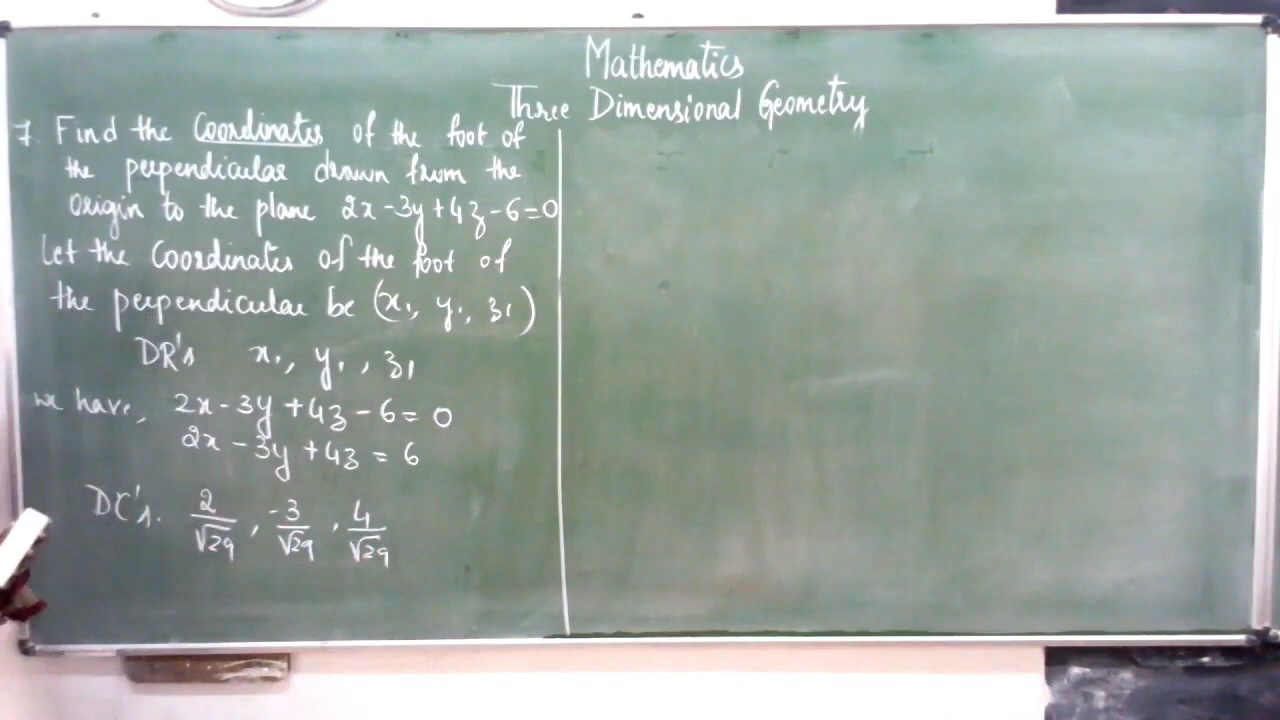 Mathematics
Three Dimensional Geometry
7. Find the Coordinates of the foot of
the perpendicular drawn from the
origin to the plane 2x-3y+4z-6=0
Let the Coordinates of the foot of
the perpendicular be (x₁, y₁, z₁)
DR's x₁, y₁, z₁
we have, 2x-3y+4z-6=0
2x-3y+4z=6
DC's. 2/√29, -3/√29, 4/√29